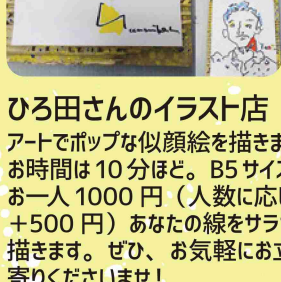 ひろ田さんのイラスト店
アートでポップな似顔絵を描きま
お時間は10分ほど。B5サイズ
お一人1000 円（人数に応じ
+500 円）あなたの線をサラ
描きます。ぜひ、お気軽にお立
寄りくださいませ！